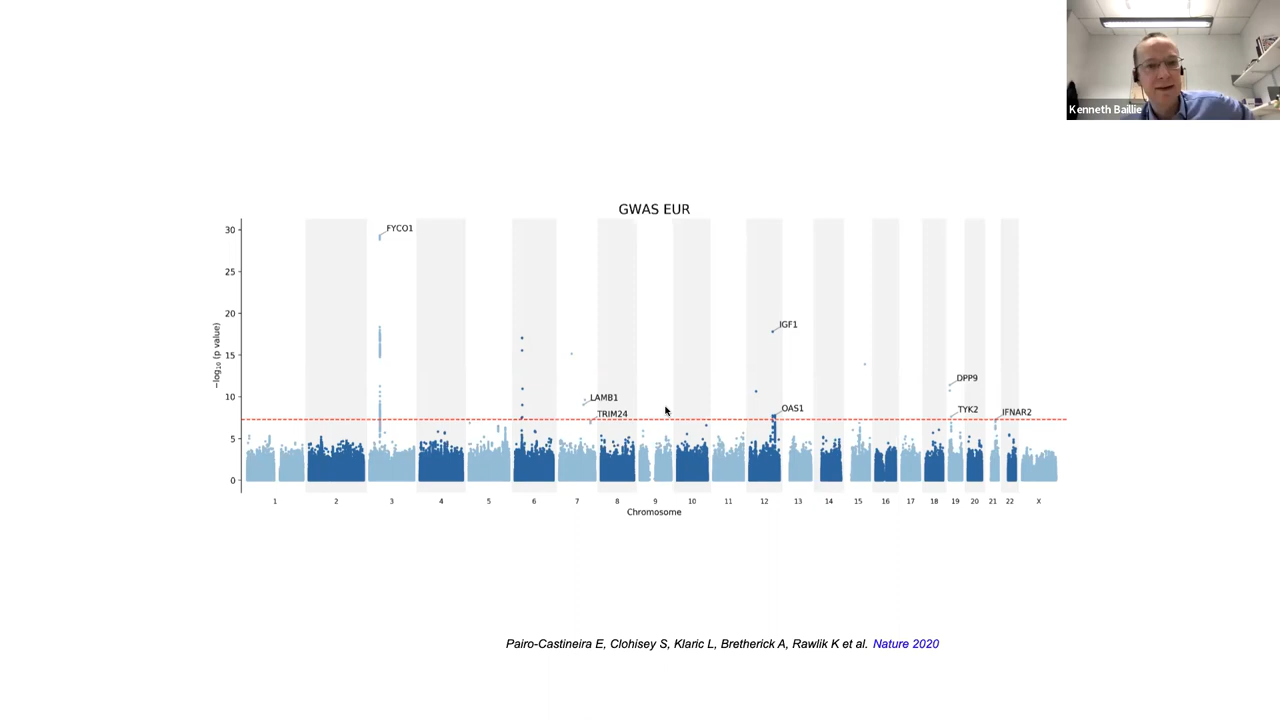 Kenneth Baillie
GWAS EUR
30
25
20
15
10
5
0
−log₁₀ (p value)
FYCO1
LAMB1
TRIM24
IGF1
OAS1
DPP9
TYK2
IFNAR2
1 2 3 4 5 6 7 8 9 10 11 12 13 14 15 16 17 18 19 20 21 22 X
Chromosome
Pairo-Castineira E, Clohisey S, Klaric L, Bretherick A, Rawlik K et al. Nature 2020